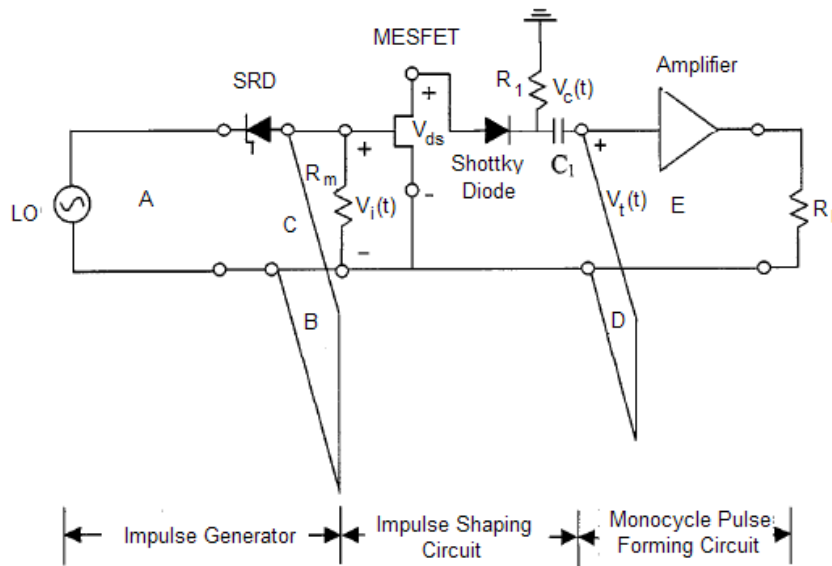 MESFET
SRD
R1
Vc(t)
Amplifier
+
Vds
-
Shottky
Diode
C1
+
Rm
Vi(t)
-
+
Vt(t)
LO
A
C
E
B
D
Impulse Generator
Impulse Shaping
Circuit
Monocycle Pulse
Forming Circuit